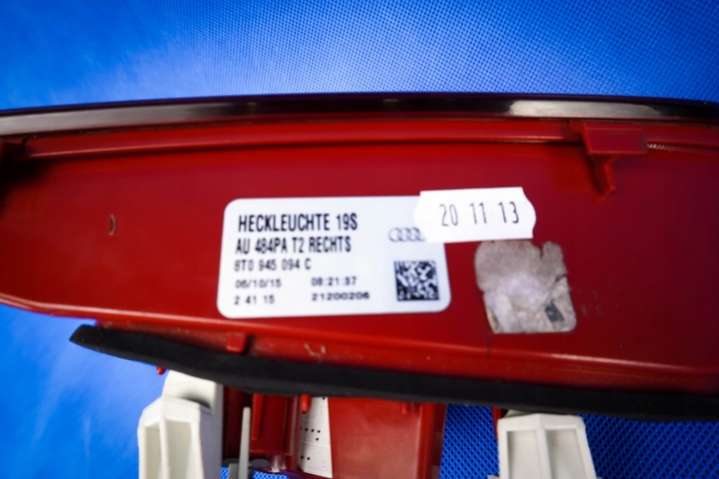 HECKLEUCHTE 19S
AU 484PA T2 RECHTS
8T0 945 094 C
06/10/15 08:21:37
2 41 15 21200206
20 11 13